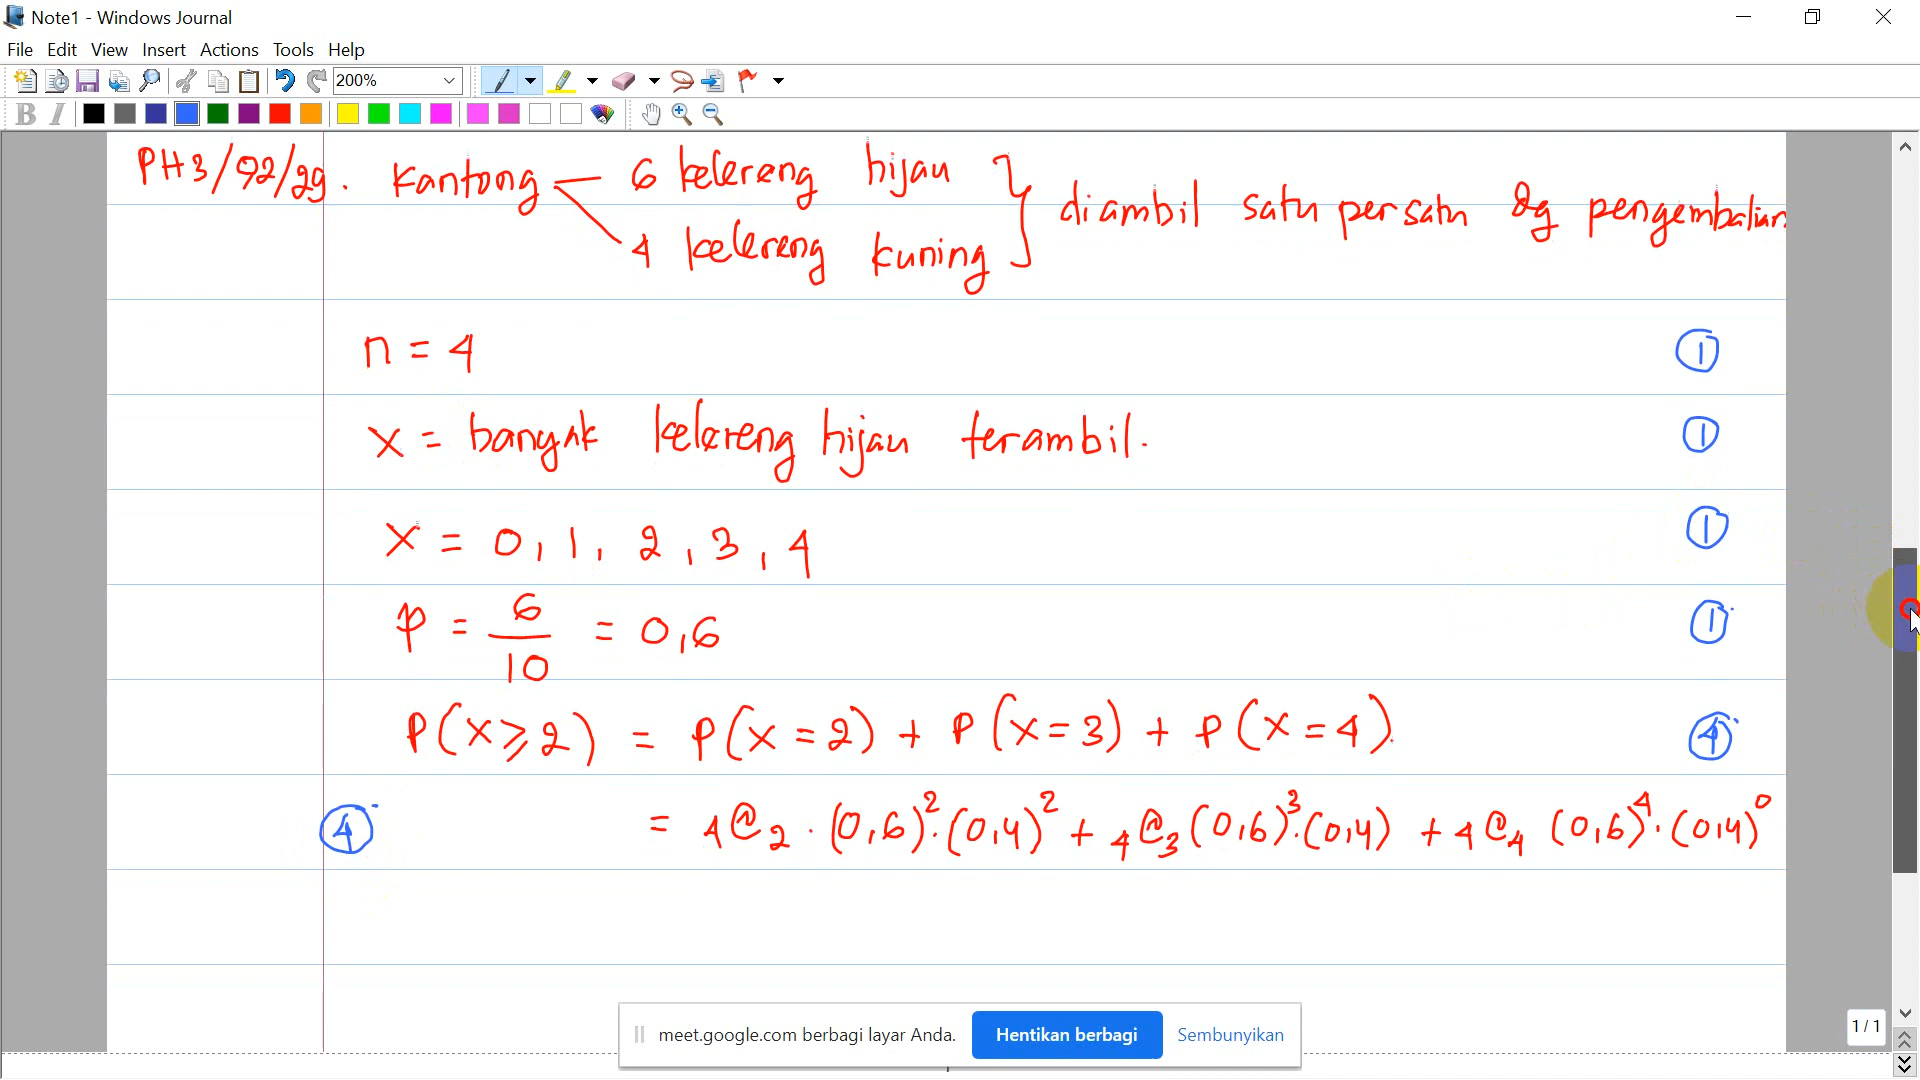 Note1 - Windows Journal
File Edit View Insert Actions Tools Help
200%
B I
PH3/92/29. Kantong 6 kelereng hijau
4 kelereng kuning } diambil satu persatu dg pengembalian
n = 4 ①
x = banyak kelereng hijau terambil. ①
x = 0, 1, 2, 3, 4 ①
p = 6/10 = 0,6 ①
P(x ≥ 2) = P(x = 2) + P(x = 3) + P(x = 4). ④
④ = ₄C₂ · (0,6)² · (0,4)² + ₄C₃ (0,6)³ · (0,4) + ₄C₄ (0,6)⁴ · (0,4)⁰
1 / 1
meet.google.com berbagi layar Anda. Hentikan berbagi Sembunyikan